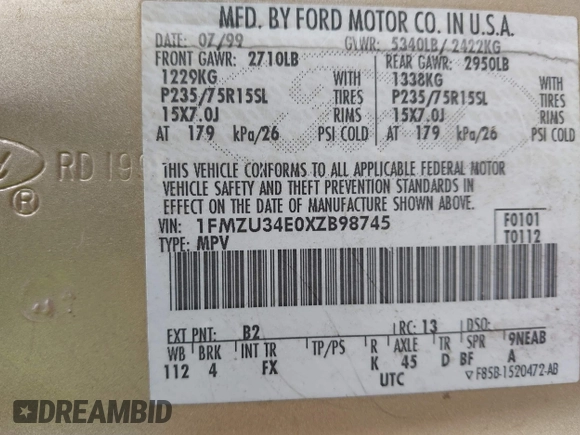 MFD. BY FORD MOTOR CO. IN U.S.A.
DATE: 07/99 GVWR: 5340LB/ 2422KG
FRONT GAWR: 2710LB REAR GAWR: 2950LB
1229KG WITH 1338KG WITH
P235/75R15SL TIRES P235/75R15SL TIRES
15X7.0J RIMS 15X7.0J RIMS
AT 179 kPa/26 PSI COLD AT 179 kPa/26 PSI COLD
THIS VEHICLE CONFORMS TO ALL APPLICABLE FEDERAL MOTOR
VEHICLE SAFETY AND THEFT PREVENTION STANDARDS IN
EFFECT ON THE DATE OF MANUFACTURE SHOWN ABOVE.
VIN: 1FMZU34E0XZB98745 F0101
TYPE: MPV T0112
EXT PNT: B2 RC: 13 DSO:
WB BRK INT TR TP/PS R AXLE TR SPR 9NEAB
112 4 FX K 45 D BF A
UTC ▽ F85B-1520472-AB
RD 199
®
DREAMBID